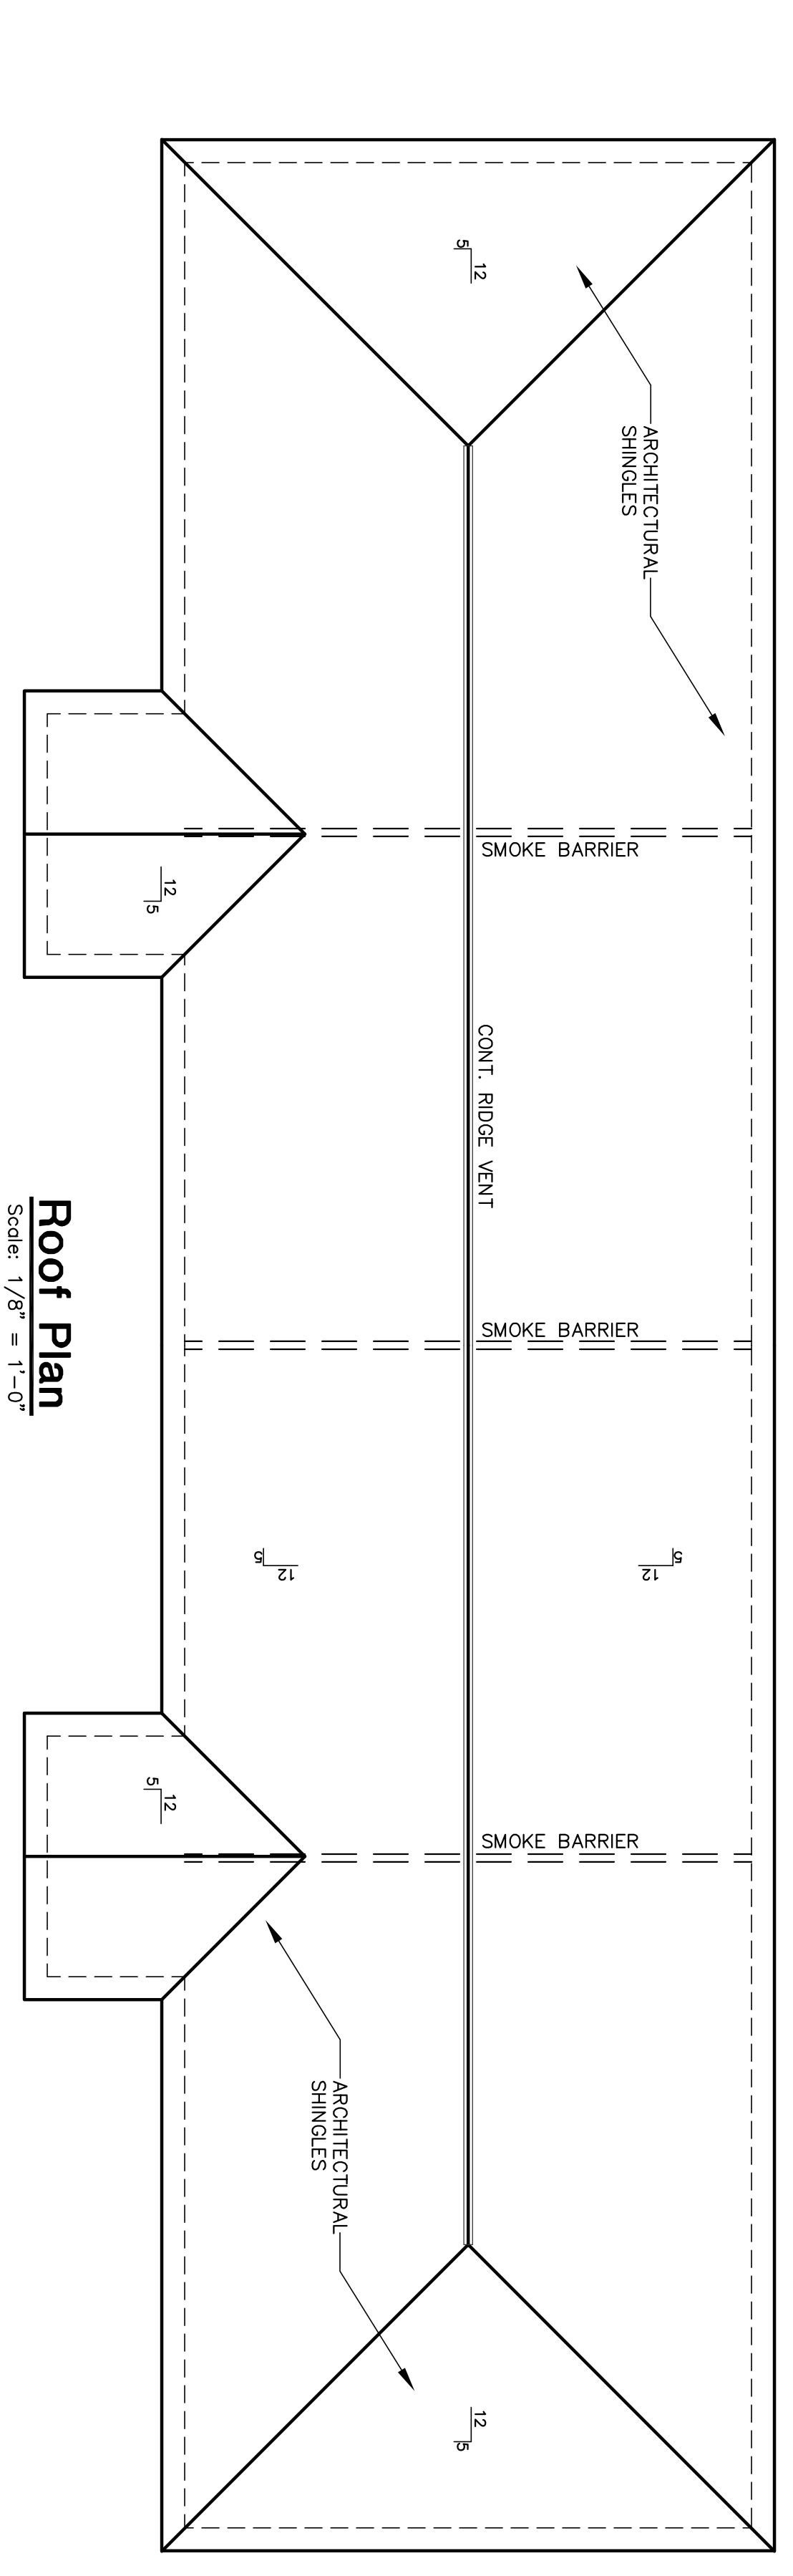 5
12
ARCHITECTURAL
SHINGLES
SMOKE BARRIER
12
5
CONT. RIDGE VENT
Roof Plan
Scale: 1/8" = 1'-0"
SMOKE BARRIER
5
12
5
12
5
12
SMOKE BARRIER
ARCHITECTURAL
SHINGLES
12
5